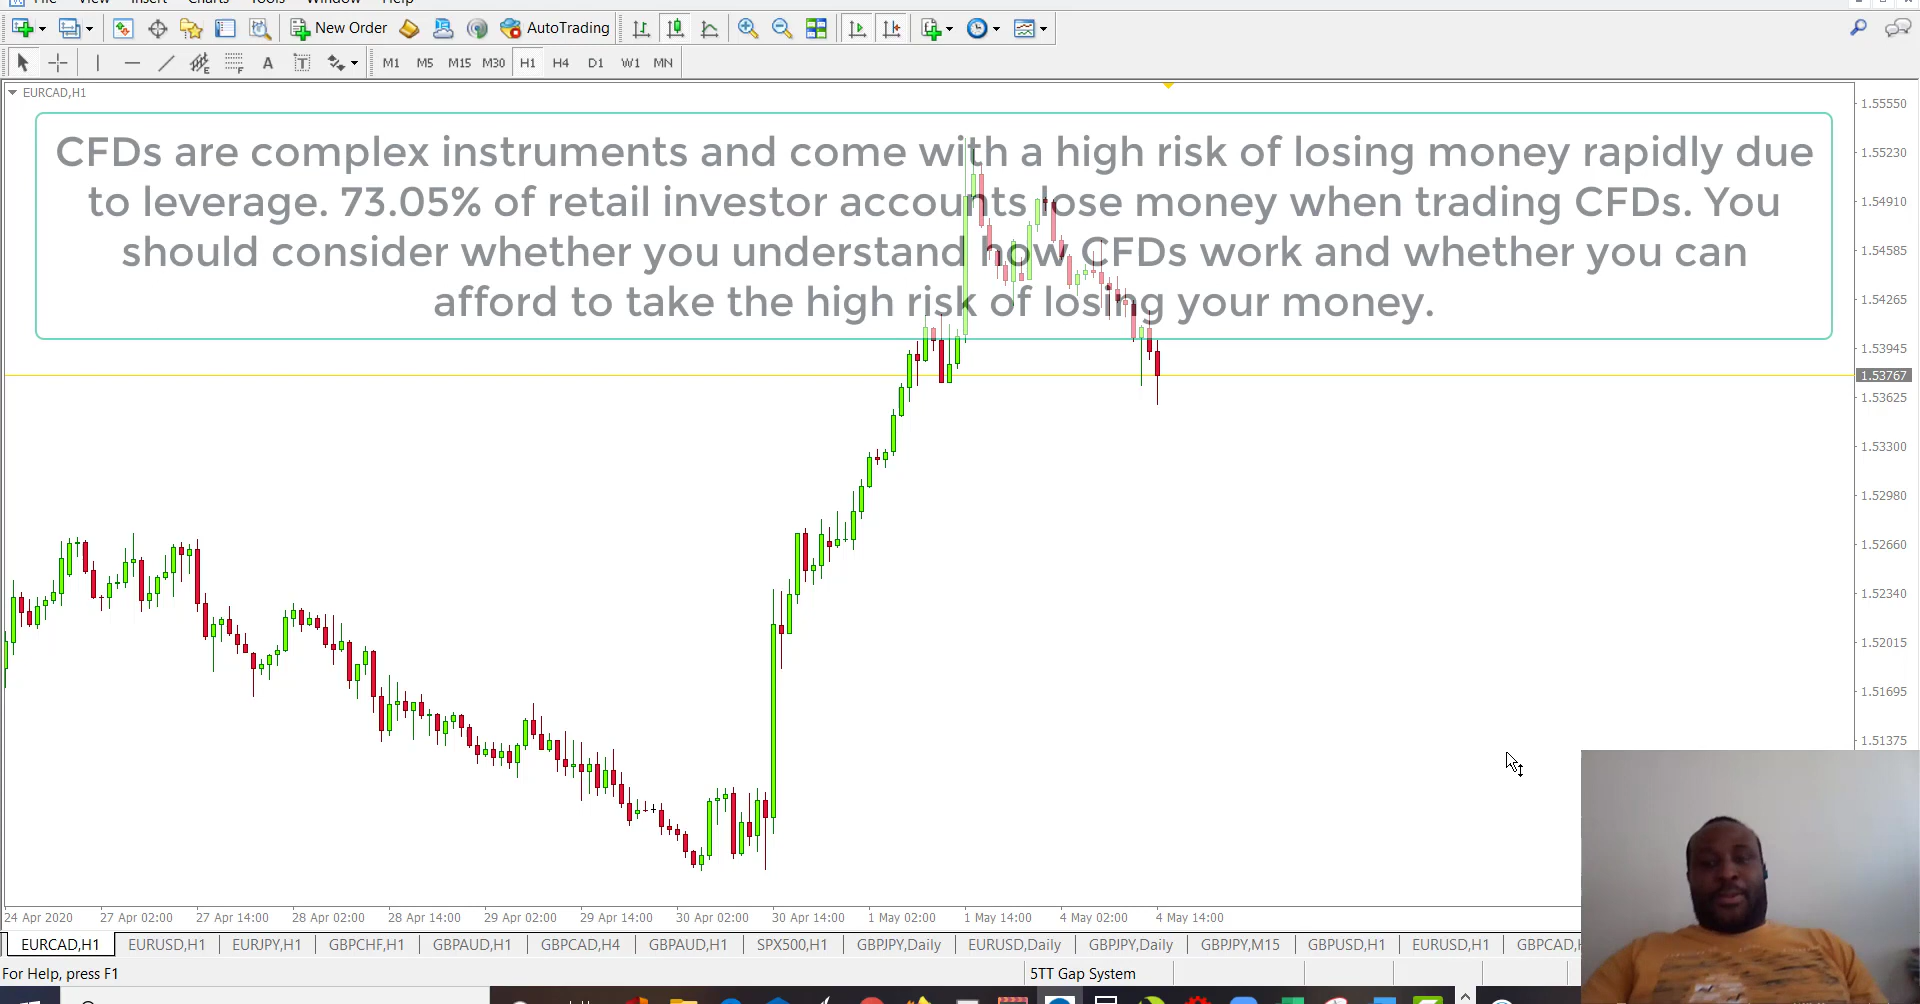 File View Insert Charts Tools Window Help
New Order AutoTrading
A T M1 M5 M15 M30 H1 H4 D1 W1 MN
EURCAD,H1
CFDs are complex instruments and come with a high risk of losing money rapidly due
to leverage. 73.05% of retail investor accounts lose money when trading CFDs. You
should consider whether you understand how CFDs work and whether you can
afford to take the high risk of losing your money.
1.55550
1.55230
1.54910
1.54585
1.54265
1.53945
1.53767
1.53625
1.53300
1.52980
1.52660
1.52340
1.52015
1.51695
1.51375
24 Apr 2020 27 Apr 02:00 27 Apr 14:00 28 Apr 02:00 28 Apr 14:00 29 Apr 02:00 29 Apr 14:00 30 Apr 02:00 30 Apr 14:00 1 May 02:00 1 May 14:00 4 May 02:00 4 May 14:00
EURCAD,H1 EURUSD,H1 EURJPY,H1 GBPCHF,H1 GBPAUD,H1 GBPCAD,H4 GBPAUD,H1 SPX500,H1 GBPJPY,Daily EURUSD,Daily GBPJPY,Daily GBPJPY,M15 GBPUSD,H1 EURUSD,H1 GBPCAD,H
For Help, press F1 5TT Gap System